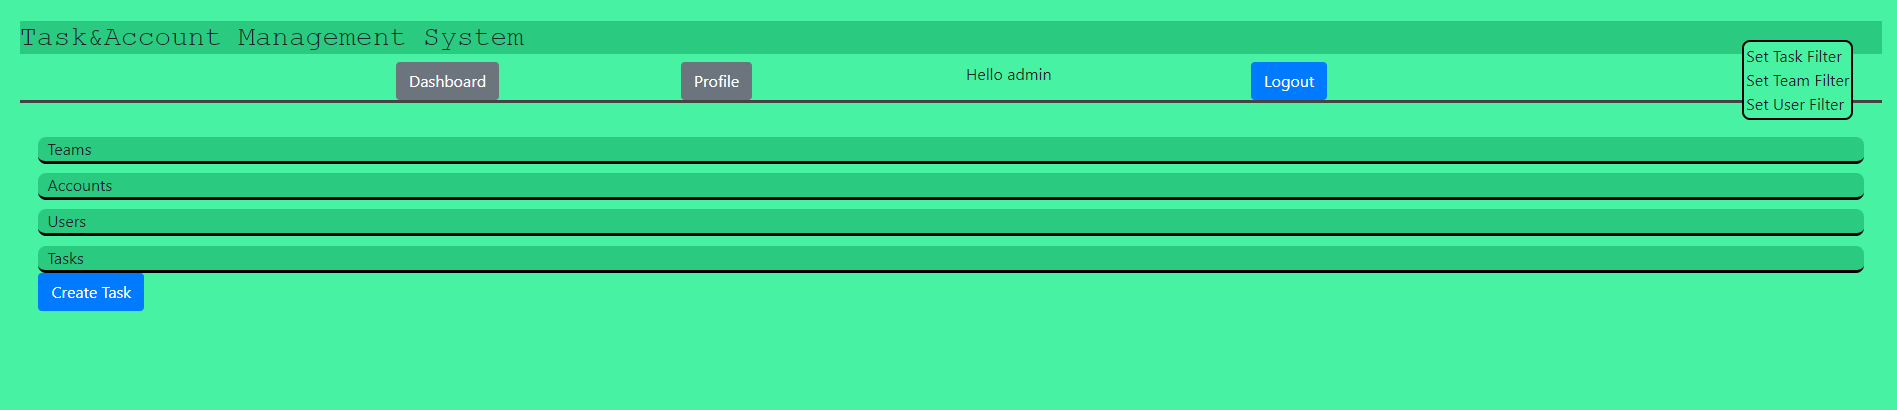 Task&Account Management System
Dashboard
Profile
Hello admin
Logout
Set Task Filter
Set Team Filter
Set User Filter
Teams
Accounts
Users
Tasks
Create Task